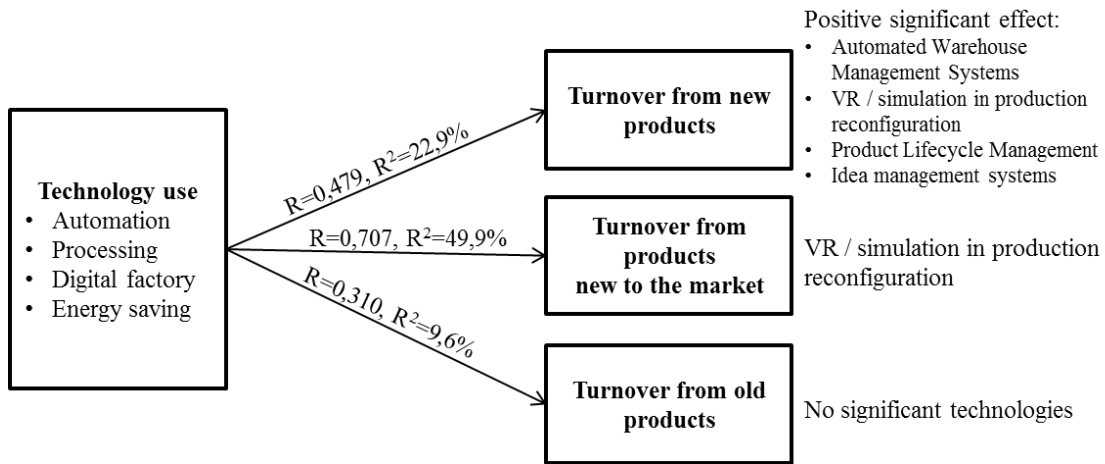 Technology use
• Automation
• Processing
• Digital factory
• Energy saving
R=0,479, R²=22,9%
R=0,707, R²=49,9%
R=0,310, R²=9,6%
Turnover from new
products
Turnover from
products
new to the market
Turnover from old
products
Positive significant effect:
• Automated Warehouse
Management Systems
• VR / simulation in production
reconfiguration
• Product Lifecycle Management
• Idea management systems
VR / simulation in production
reconfiguration
No significant technologies